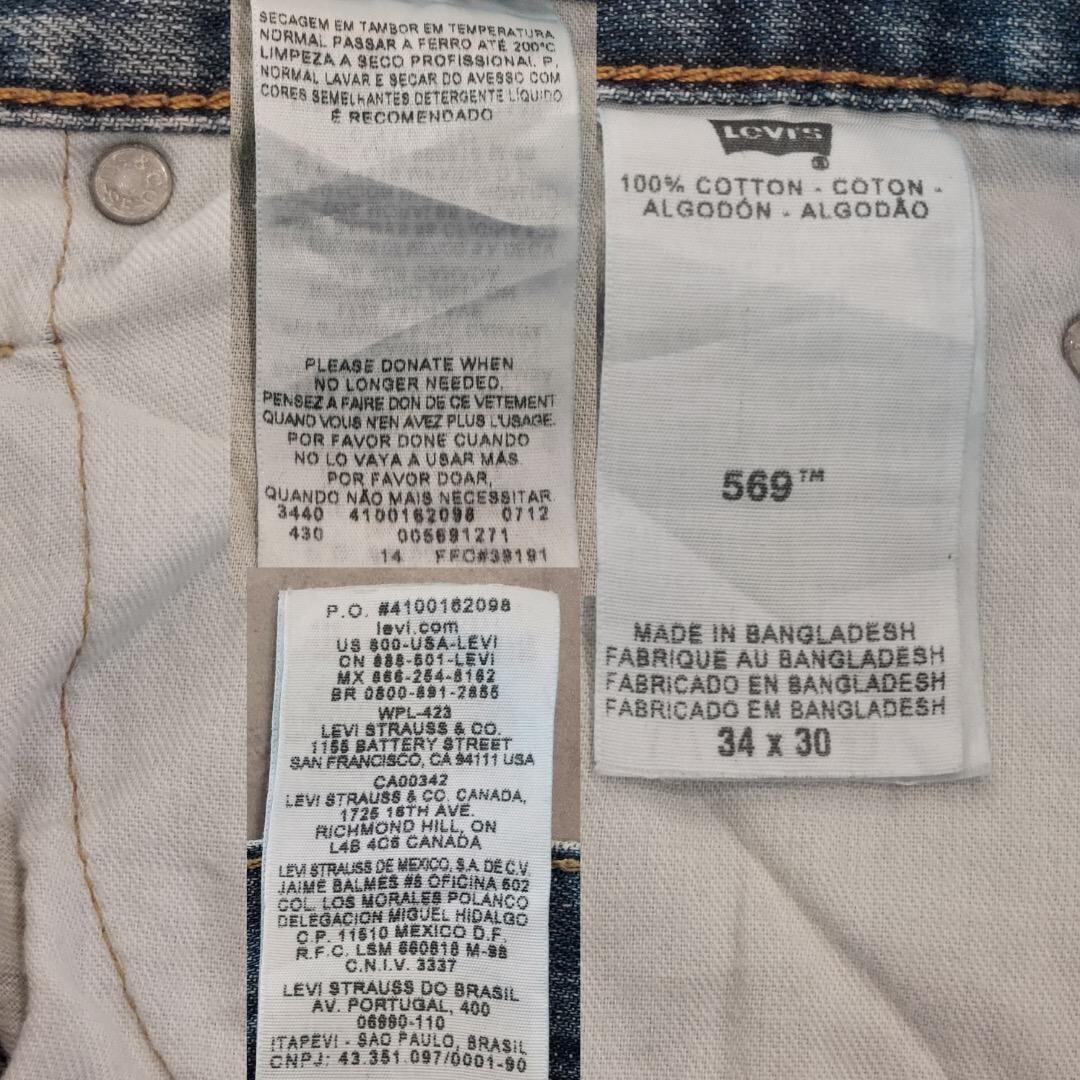 SECAGEM EM TAMBOR EM TEMPERATURA
NORMAL PASSAR A FERRO ATÉ 200°C
LIMPEZA A SECO PROFISSIONAL P,
NORMAL LAVAR E SECAR DO AVESSO COM
CORES SEMELHANTES DETERGENTE LÍQUIDO
É RECOMENDADO
PLEASE DONATE WHEN
NO LONGER NEEDED.
PENSEZ A FAIRE DON DE CE VETEMENT
QUAND VOUS N'EN AVEZ PLUS L'USAGE.
POR FAVOR DONE CUANDO
NO LO VAYA A USAR MÁS
POR FAVOR DOAR,
QUANDO NÃO MAIS NECESSITAR
3440 4100162098 0712
430 005691271
14 FFC#39191
P.O. #4100162098
levi.com
US 800-USA-LEVI
CN 888-501-LEVI
MX 866-254-8162
BR 0800-891-2855
WPL-423
LEVI STRAUSS & CO.
1155 BATTERY STREET
SAN FRANCISCO, CA 94111 USA
CA00342
LEVI STRAUSS & CO. CANADA,
1725 16TH AVE.
RICHMOND HILL, ON
L4B 4C6 CANADA
LEVI STRAUSS DE MEXICO, S.A. DE C.V.
JAIME BALMES #8 OFICINA 602
COL. LOS MORALES POLANCO
DELEGACION MIGUEL HIDALGO
C.P. 11510 MEXICO D.F.
R.F.C. LSM 660818 M-98
C.N.I.V. 3337
LEVI STRAUSS DO BRASIL
AV. PORTUGAL, 400
06690-110
ITAPEVI - SAO PAULO, BRASIL
CNPJ: 43.351.097/0001-90
LEVI'S
®
100% COTTON - COTON -
ALGODÓN - ALGODÃO
569™
MADE IN BANGLADESH
FABRIQUE AU BANGLADESH
FABRICADO EN BANGLADESH
FABRICADO EM BANGLADESH
34 x 30